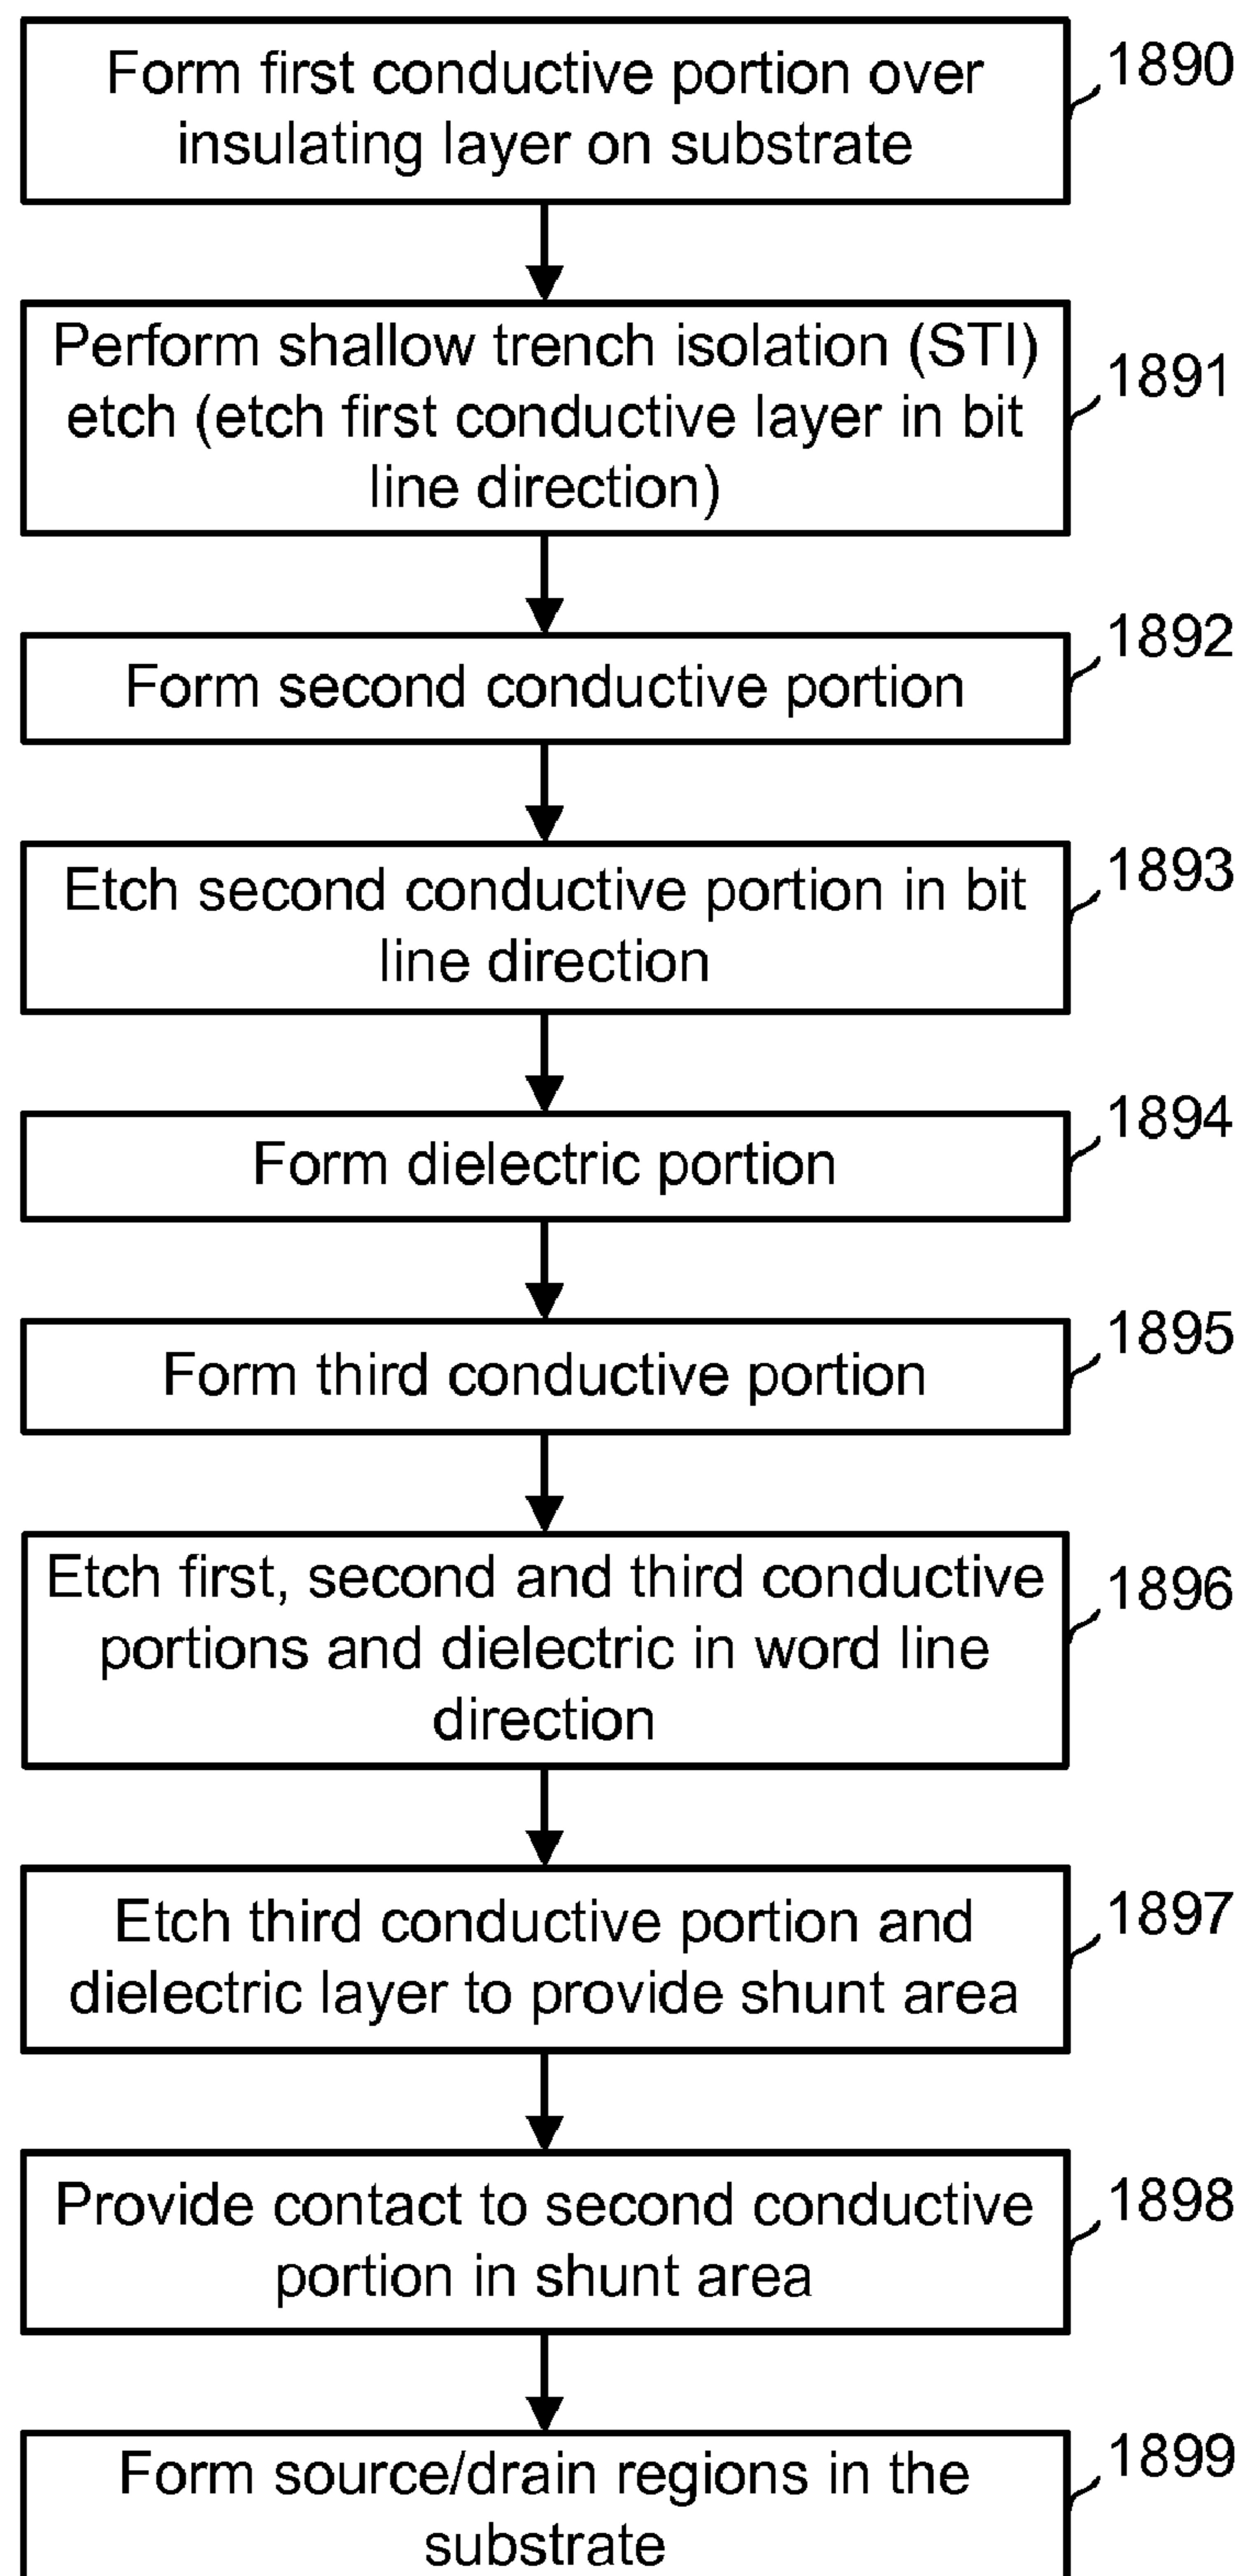 Form first conductive portion over
insulating layer on substrate
1890
Perform shallow trench isolation (STI)
etch (etch first conductive layer in bit
line direction)
1891
Form second conductive portion
1892
Etch second conductive portion in bit
line direction
1893
Form dielectric portion
1894
Form third conductive portion
1895
Etch first, second and third conductive
portions and dielectric in word line
direction
1896
Etch third conductive portion and
dielectric layer to provide shunt area
1897
Provide contact to second conductive
portion in shunt area
1898
Form source/drain regions in the
substrate
1899